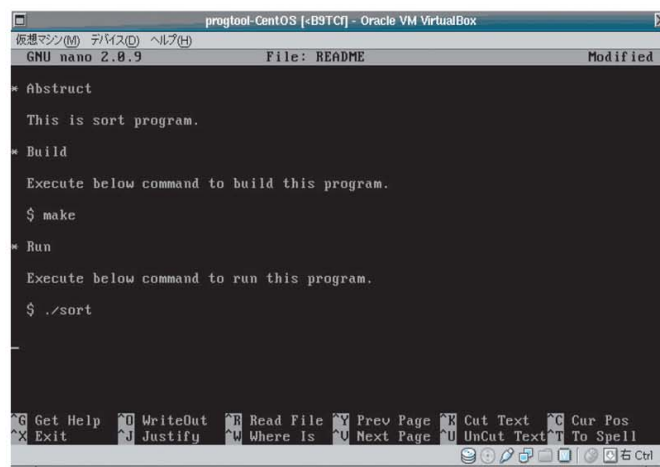 progtool-CentOS [<B9TCf] - Oracle VM VirtualBox
仮想マシン(M) デバイス(D) ヘルプ(H)
GNU nano 2.0.9 File: README Modified
* Abstruct
This is sort program.
* Build
Execute below command to build this program.
$ make
* Run
Execute below command to run this program.
$ ./sort
^G Get Help ^O WriteOut ^R Read File ^Y Prev Page ^K Cut Text ^C Cur Pos
^X Exit ^J Justify ^W Where Is ^V Next Page ^U UnCut Text ^T To Spell
右 Ctrl